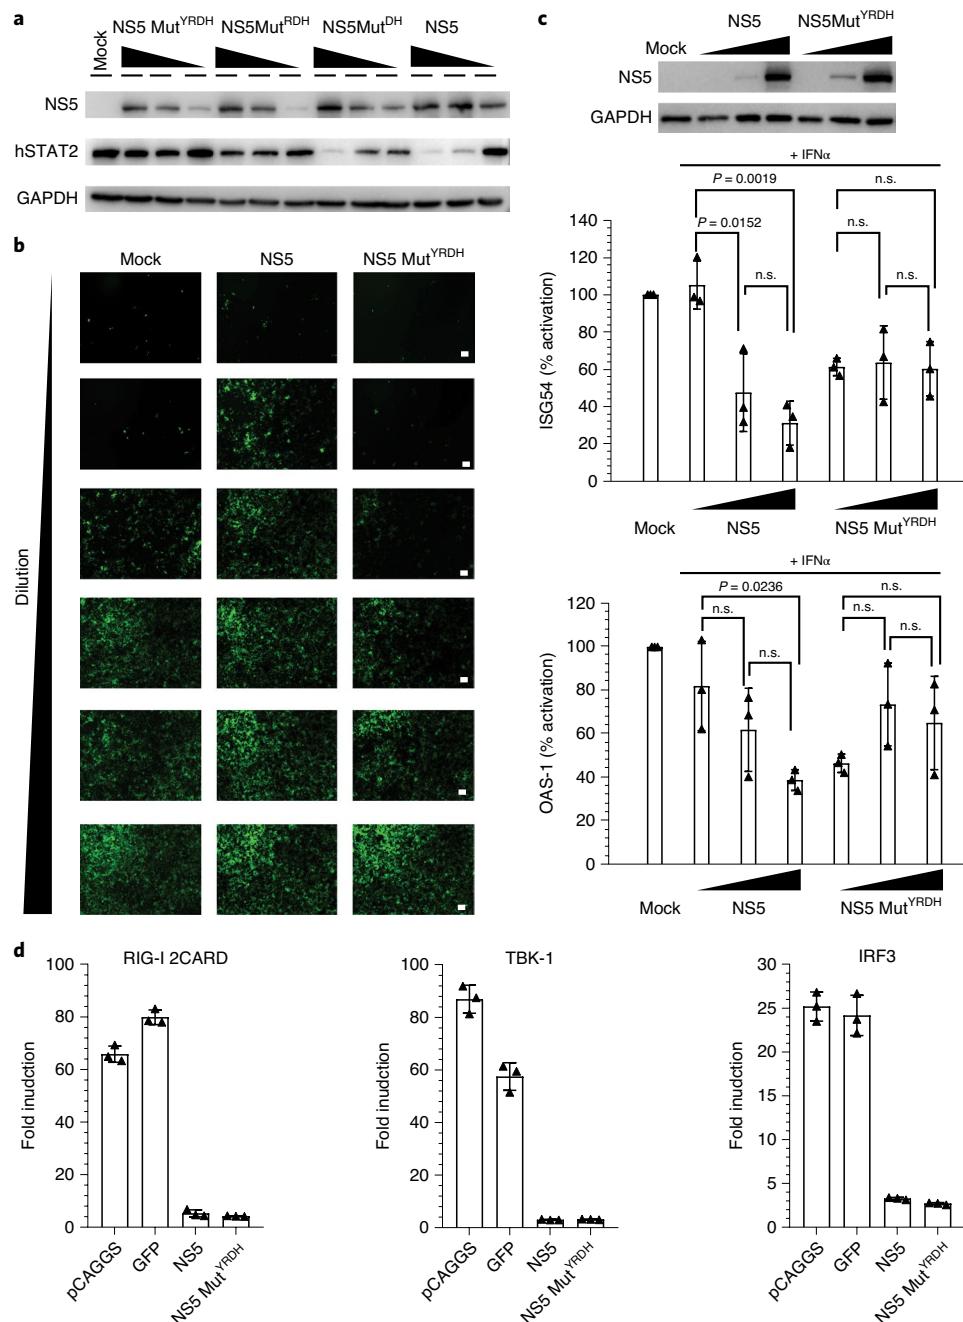 a
Mock
NS5 Mut^YRDH
NS5Mut^RDH
NS5Mut^DH
NS5
NS5
hSTAT2
GAPDH
b
Mock
NS5
NS5 Mut^YRDH
Dilution
c
NS5
NS5Mut^YRDH
Mock
NS5
GAPDH
+ IFNα
P = 0.0019
n.s.
P = 0.0152
n.s.
n.s.
n.s.
ISG54 (% activation)
140
120
100
80
60
40
20
0
Mock
NS5
NS5 Mut^YRDH
+ IFNα
P = 0.0236
n.s.
n.s.
n.s.
n.s.
n.s.
OAS-1 (% activation)
120
100
80
60
40
20
0
Mock
NS5
NS5 Mut^YRDH
d
RIG-I 2CARD
Fold inudction
100
80
60
40
20
0
pCAGGS
GFP
NS5
NS5 Mut^YRDH
TBK-1
Fold inudction
100
80
60
40
20
0
pCAGGS
GFP
NS5
NS5 Mut^YRDH
IRF3
Fold inudction
30
25
20
15
10
5
0
pCAGGS
GFP
NS5
NS5 Mut^YRDH